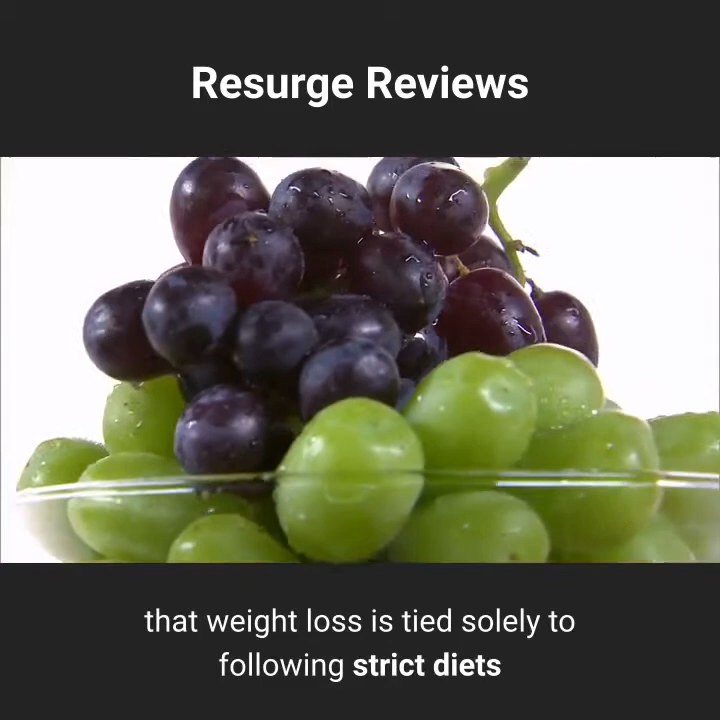 Resurge Reviews
that weight loss is tied solely to
following strict diets